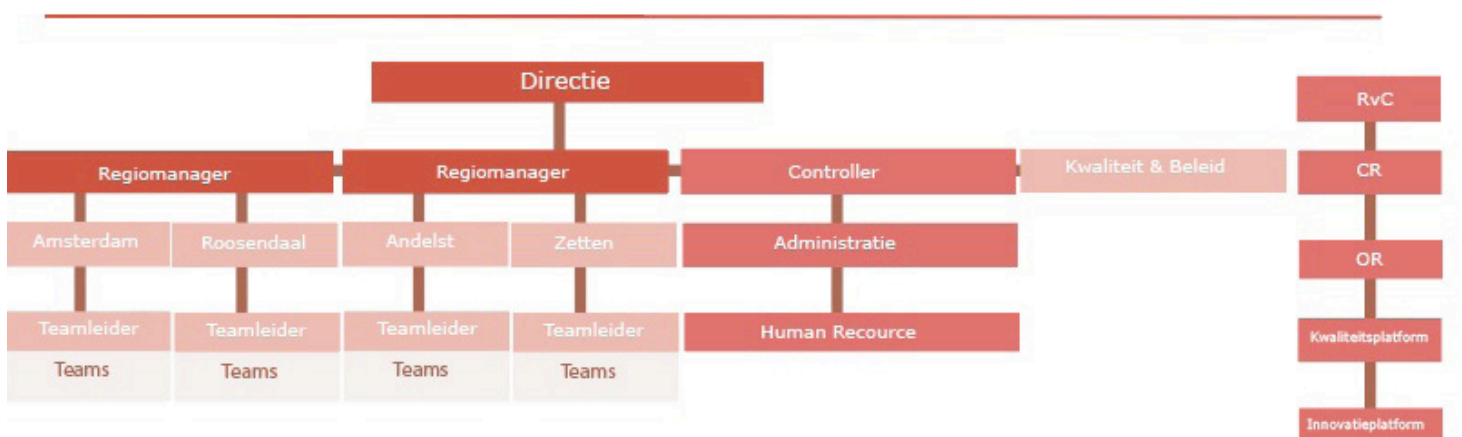 Directie
RvC
Regiomanager
Regiomanager
Controller
Kwaliteit & Beleid
CR
Amsterdam
Roosendaal
Andelst
Zetten
Administratie
OR
Teamleider
Teamleider
Teamleider
Teamleider
Human Recource
Kwaliteitsplatform
Teams
Teams
Teams
Teams
Innovatieplatform